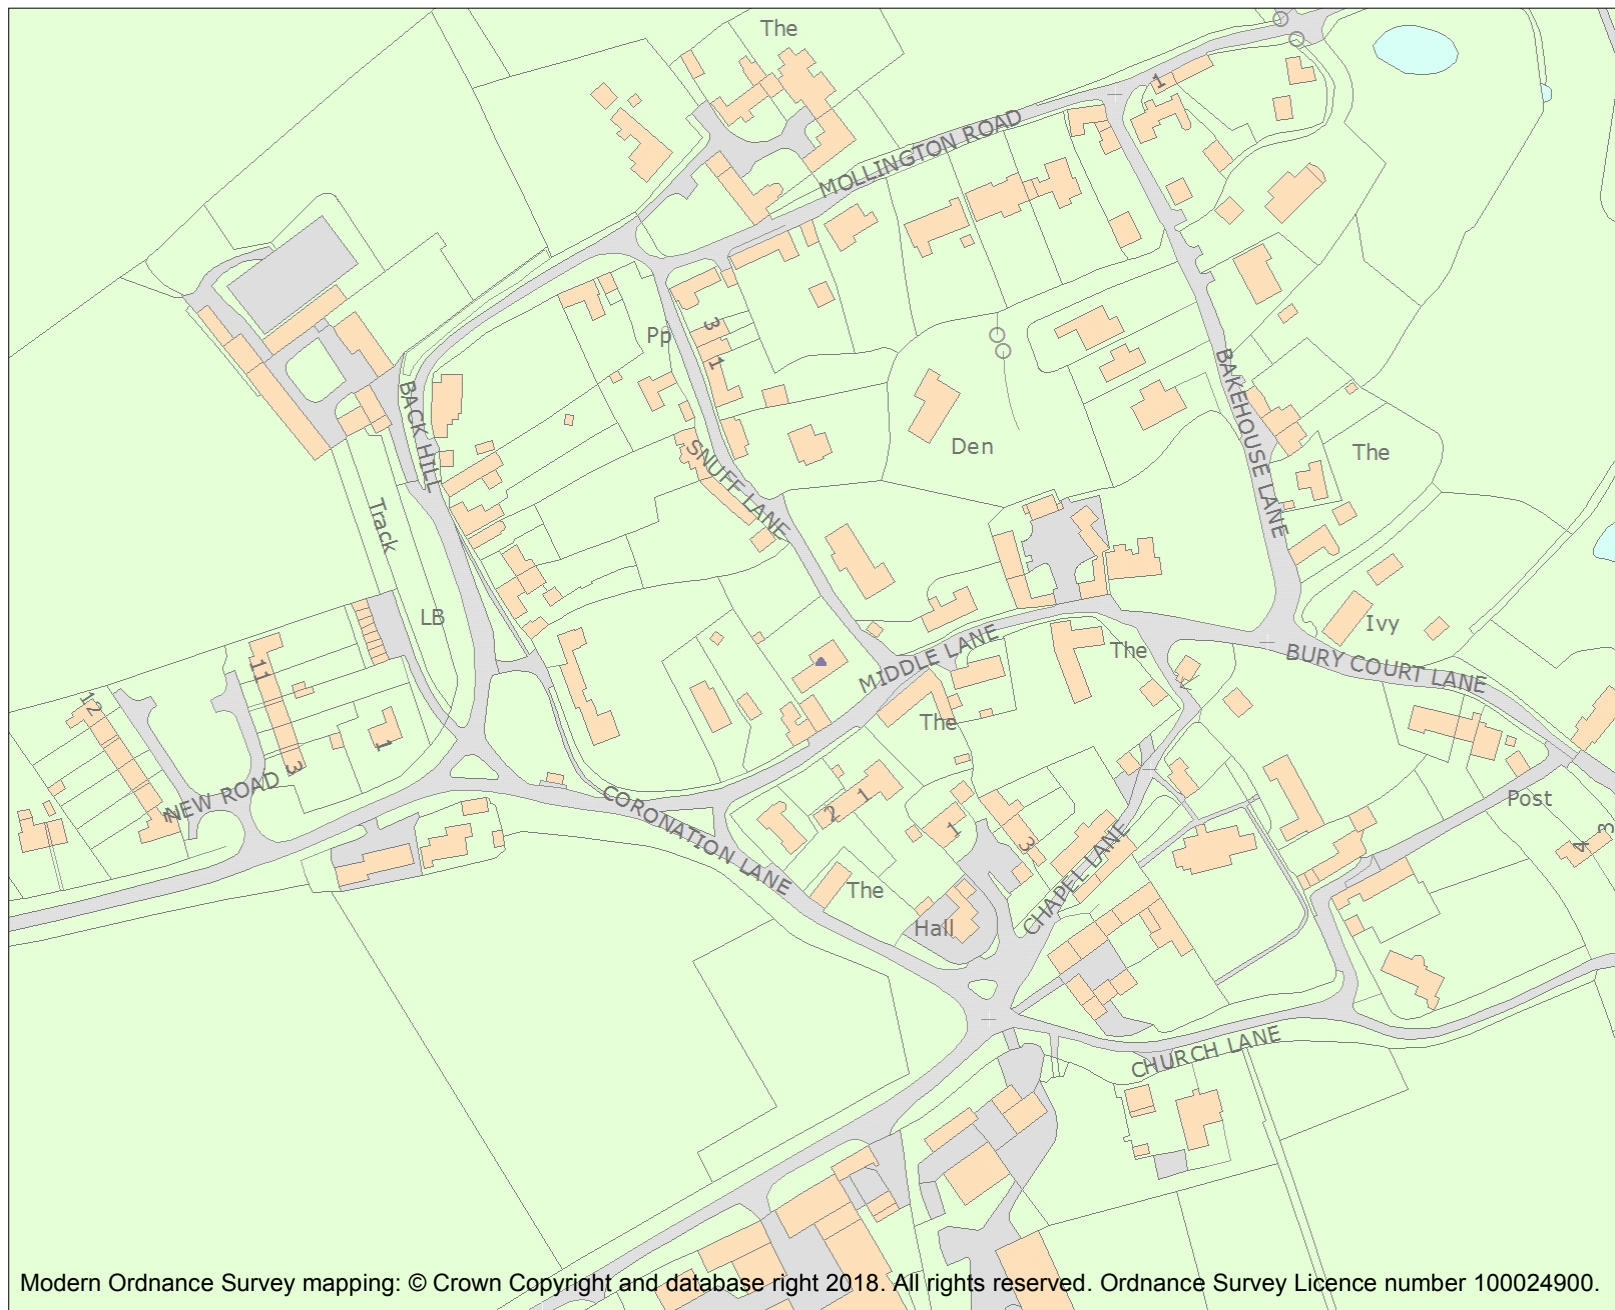 The
1
MOLLINGTON ROAD
3
Pp
1
BACK HILL
SNUFF LANE
BAKEHOUSE LANE
Den
The
Track
LB
Ivy
11
12
MIDDLE LANE
The
BURY COURT LANE
The
1
3
NEW ROAD
CORONATION LANE
2
1
1
3
Post
3
4
The
Hall
CHAPEL LANE
CHURCH LANE
Modern Ordnance Survey mapping: © Crown Copyright and database right 2018. All rights reserved. Ordnance Survey Licence number 100024900.